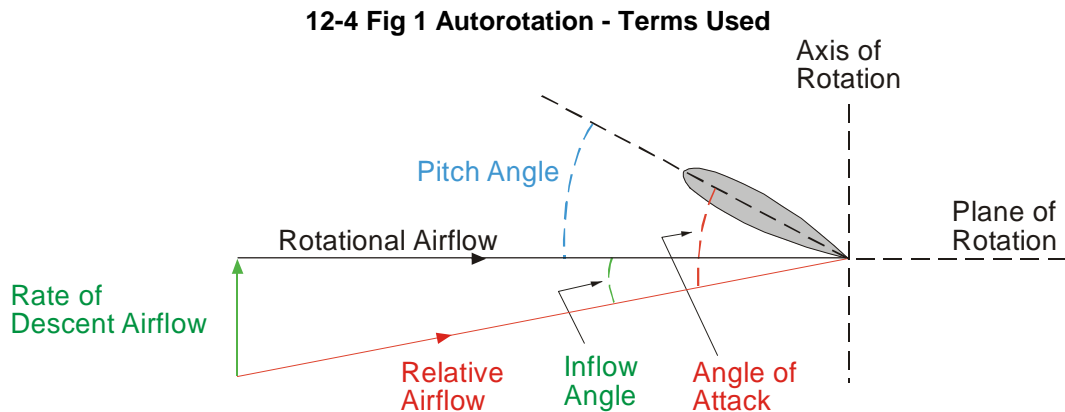 12-4 Fig 1 Autorotation - Terms Used
Axis of
Rotation
Pitch Angle
Rotational Airflow
Plane of
Rotation
Rate of
Descent Airflow
Relative
Airflow
Inflow
Angle
Angle of
Attack